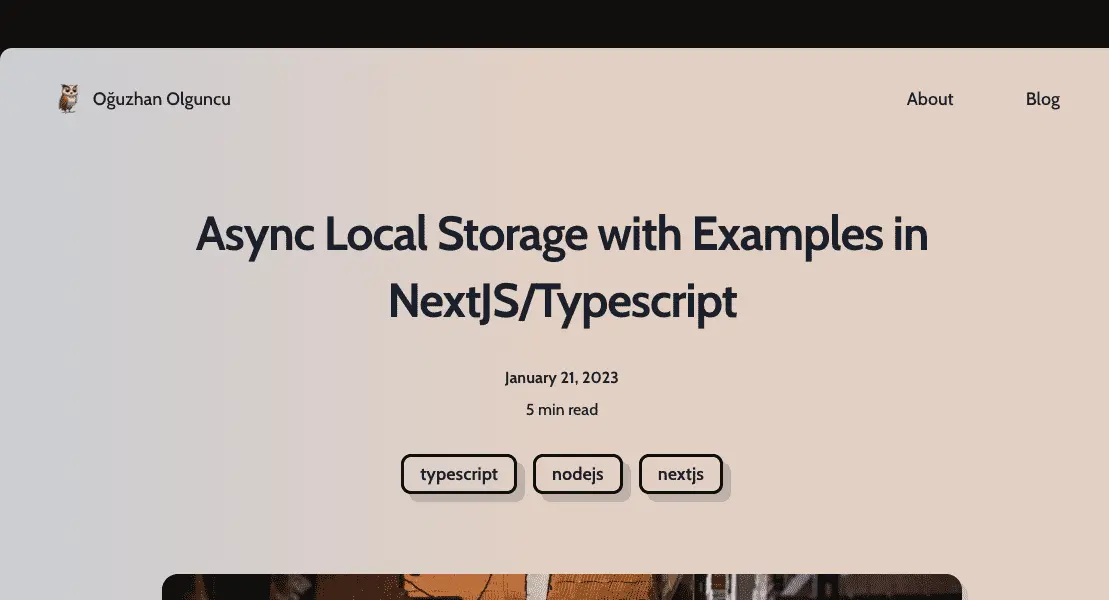 Oğuzhan Olguncu
About
Blog
Async Local Storage with Examples in
NextJS/Typescript
January 21, 2023
5 min read
typescript
nodejs
nextjs